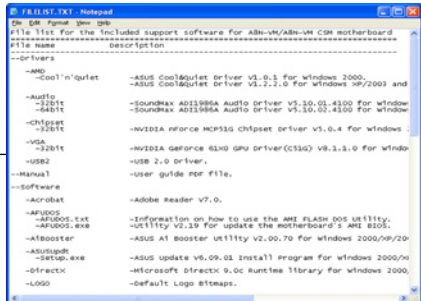 FILELIST.TXT - Notepad
File Edit Format View Help
File list for the included support software for A8N-VM/A8N-VM CSM motherboard
File Name Description
--Drivers
-AMD
-Cool'n'Quiet -ASUS Cool&Quiet Driver V1.0.1 for Windows 2000.
-ASUS Cool&Quiet Driver V1.2.2.0 for Windows XP/2003 and
-Audio
-32bit -SoundMax ADI1986A Audio Driver V5.10.01.4100 for Window
-64bit -SoundMax ADI1986A Audio Driver V5.10.02.4100 for Window
-Chipset
-32bit -NVIDIA nForce MCP51G Chipset Driver V5.0.4 for Windows
-VGA
-32bit -NVIDIA GeForce 61X0 GPU Driver(C51G) V8.1.1.0 for Windo
-USB2 -USB 2.0 Driver.
--Manual -User guide PDF file.
--Software
-Acrobat -Adobe Reader V7.0.
-AFUDOS
-AFUDOS.txt -Information on how to use the AMI FLASH DOS Utility.
-AFUDOS.exe -Utility V2.19 for update the motherboard's AMI BIOS.
-AiBooster -ASUS Ai Booster Utility V2.00.70 for Windows 2000/XP/20
-ASUSUpdt
-Setup.exe -ASUS Update V6.09.01 Install Program for Windows 2000/X
-DirectX -Microsoft DirectX 9.0c Runtime library for Windows 2000,
-LOGO -Default Logo Bitmaps.